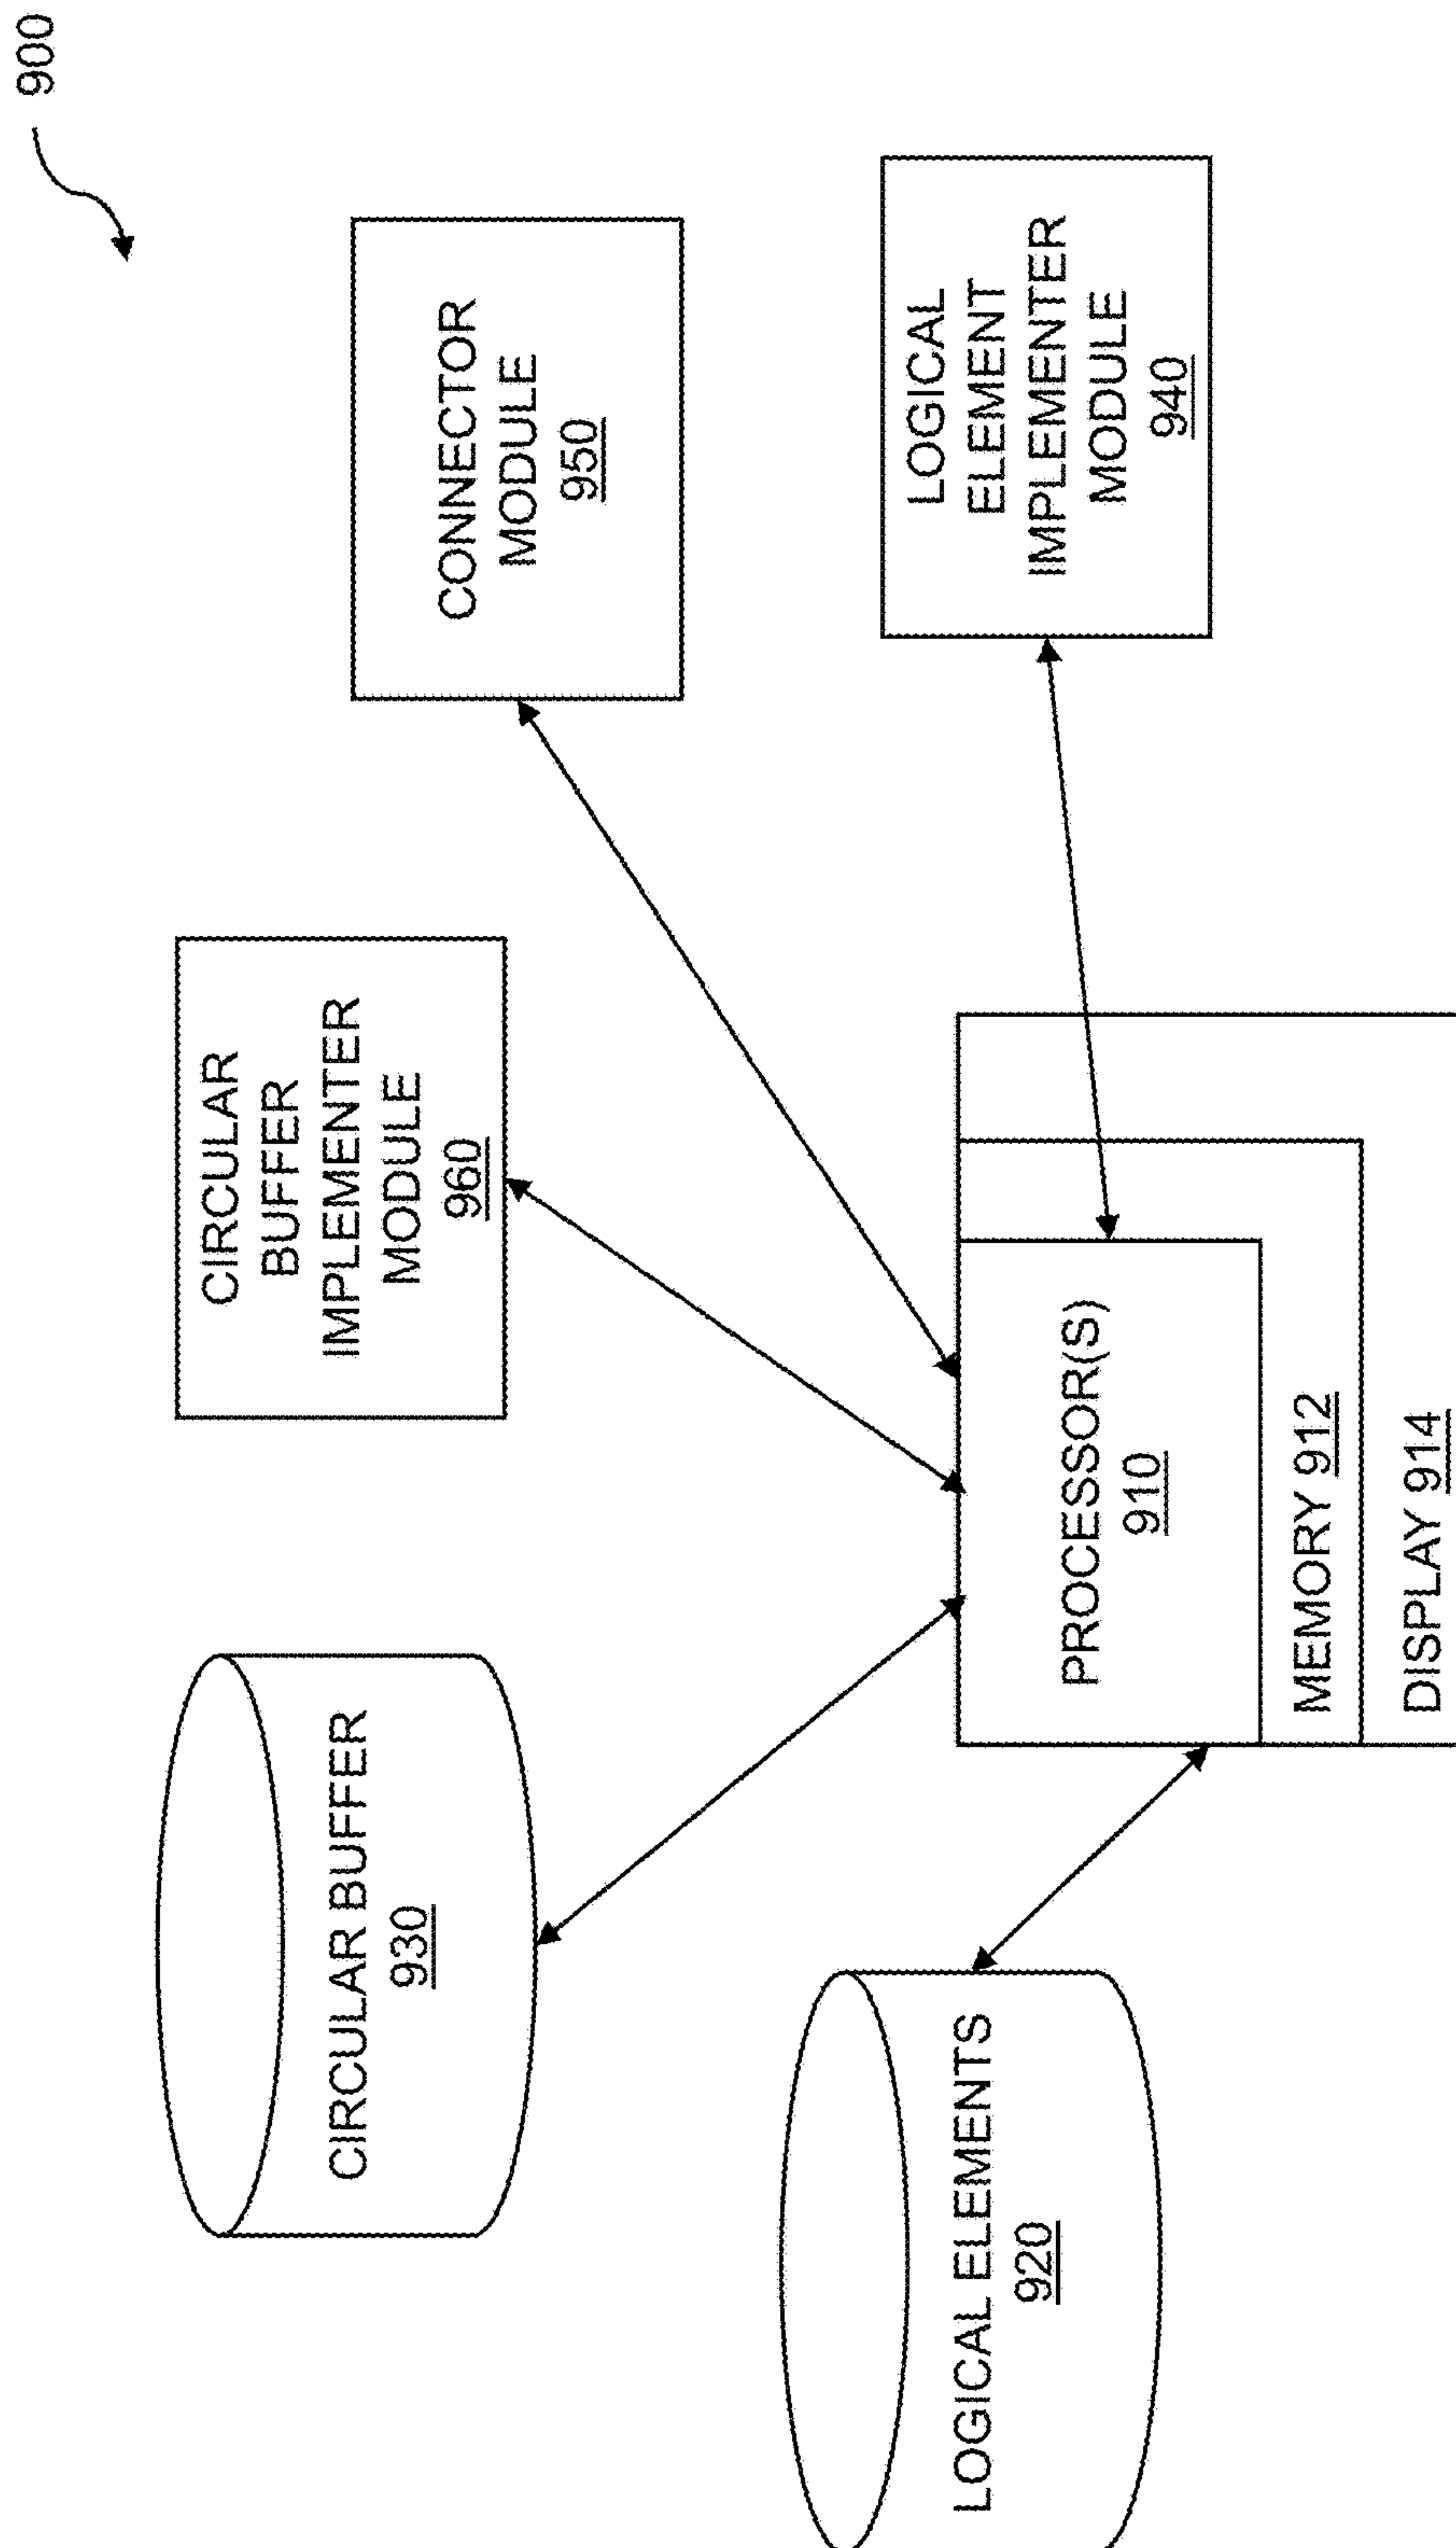 900
CIRCULAR BUFFER
930
CIRCULAR
BUFFER
IMPLEMENTER
MODULE
960
CONNECTOR
MODULE
950
LOGICAL ELEMENTS
920
PROCESSOR(S)
910
MEMORY 912
DISPLAY 914
LOGICAL
ELEMENT
IMPLEMENTER
MODULE
940